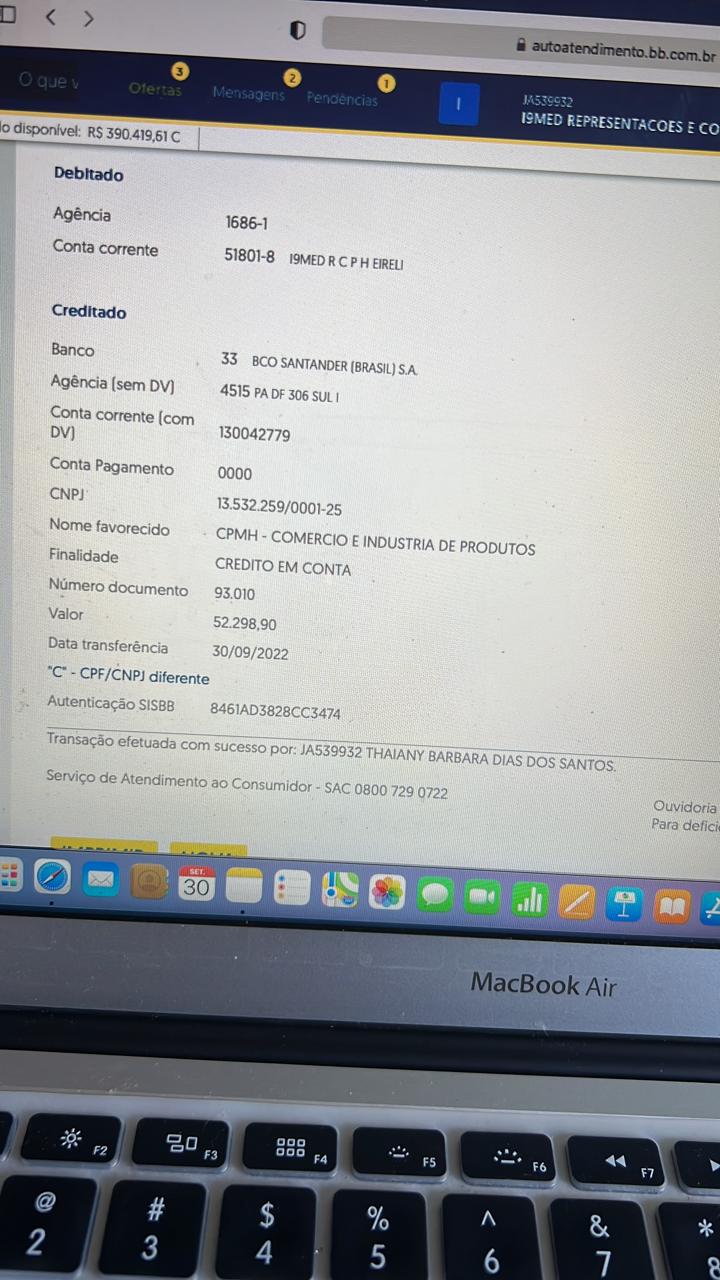 autoatendimento.bb.com.br
O que v
3
Ofertas
2
Mensagens
1
Pendências
I
JA539932
I9MED REPRESENTACOES E CO
lo disponível: R$ 390.419,61 C
Debitado
Agência 1686-1
Conta corrente 51801-8 I9MED R C P H EIRELI
Creditado
Banco 33 BCO SANTANDER (BRASIL) S.A.
Agência (sem DV) 4515 PA DF 306 SUL I
Conta corrente (com
DV) 130042779
Conta Pagamento 0000
CNPJ 13.532.259/0001-25
Nome favorecido CPMH - COMERCIO E INDUSTRIA DE PRODUTOS
Finalidade CREDITO EM CONTA
Número documento 93.010
Valor 52.298,90
Data transferência 30/09/2022
"C" - CPF/CNPJ diferente
Autenticação SISBB 8461AD3828CC3474
Transação efetuada com sucesso por: JA539932 THAIANY BARBARA DIAS DOS SANTOS.
Serviço de Atendimento ao Consumidor - SAC 0800 729 0722
Ouvidoria
Para defici
SET.
30
MacBook Air
F2 F3 F4 F5 F6 F7
@ # $ % ^ & *
2 3 4 5 6 7 8